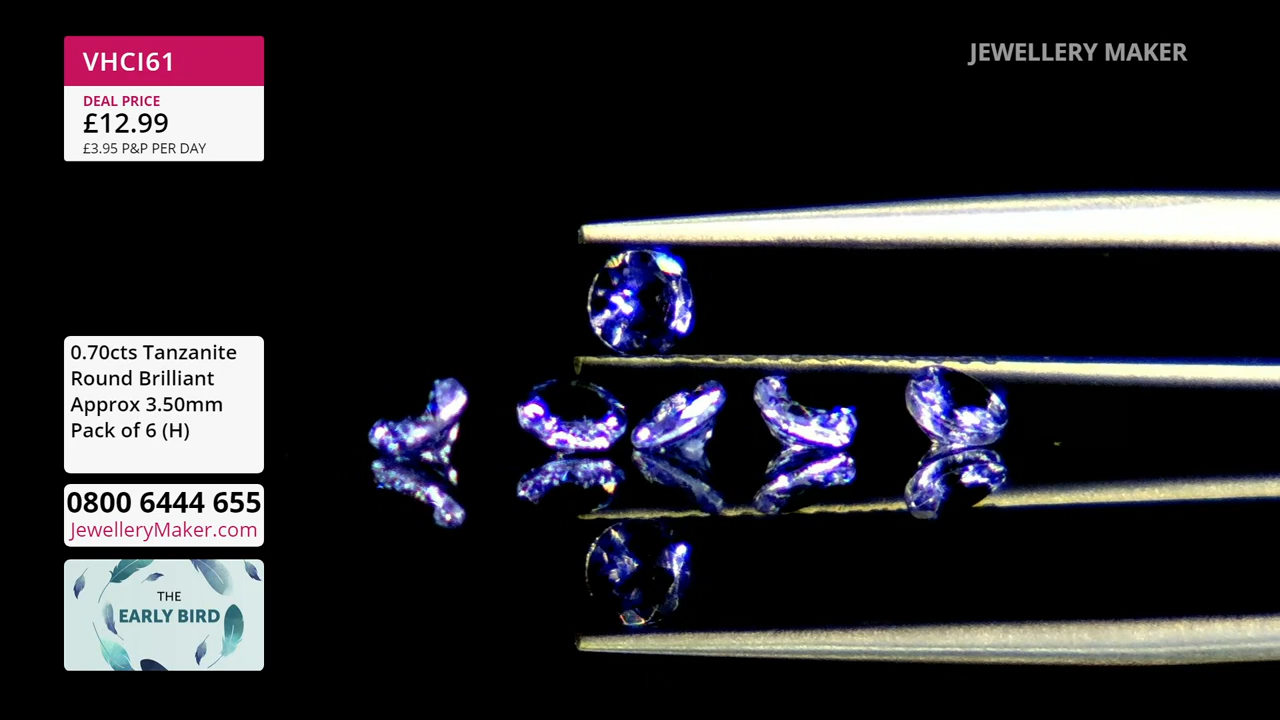 VHCI61
DEAL PRICE
£12.99
£3.95 P&P PER DAY
JEWELLERY MAKER
0.70cts Tanzanite
Round Brilliant
Approx 3.50mm
Pack of 6 (H)
0800 6444 655
JewelleryMaker.com
THE
EARLY BIRD